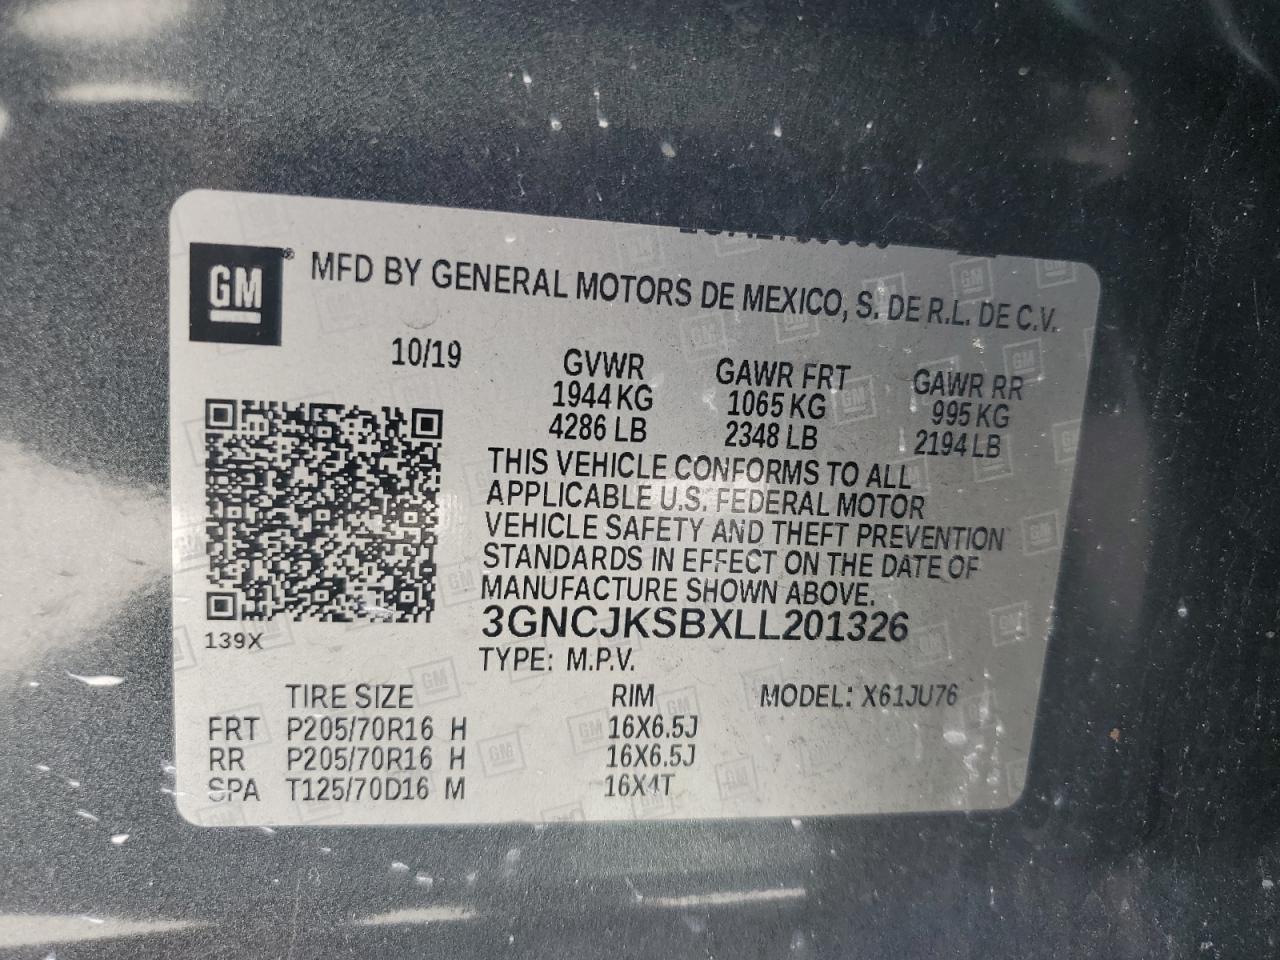 GM
MFD BY GENERAL MOTORS DE MEXICO, S. DE R.L. DE C.V.
10/19 GVWR GAWR FRT GAWR RR
1944 KG 1065 KG 995 KG
4286 LB 2348 LB 2194 LB
THIS VEHICLE CONFORMS TO ALL
APPLICABLE U.S. FEDERAL MOTOR
VEHICLE SAFETY AND THEFT PREVENTION
STANDARDS IN EFFECT ON THE DATE OF
MANUFACTURE SHOWN ABOVE.
3GNCJKSBXLL201326
139X
TYPE: M.P.V.
TIRE SIZE RIM MODEL: X61JU76
FRT P205/70R16 H 16X6.5J
RR P205/70R16 H 16X6.5J
SPA T125/70D16 M 16X4T